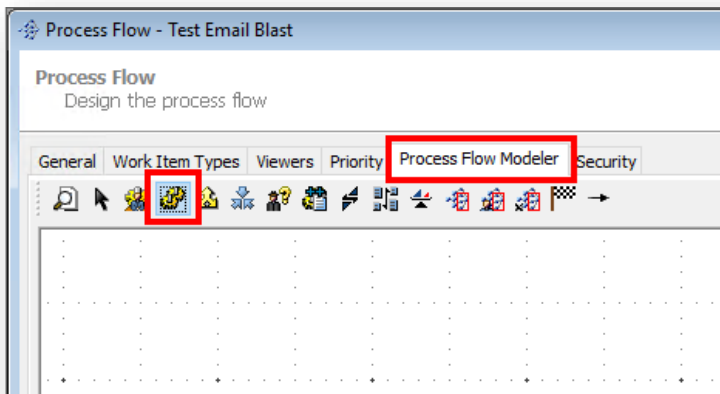 Process Flow - Test Email Blast
Process Flow
Design the process flow
General Work Item Types Viewers Priority Process Flow Modeler Security